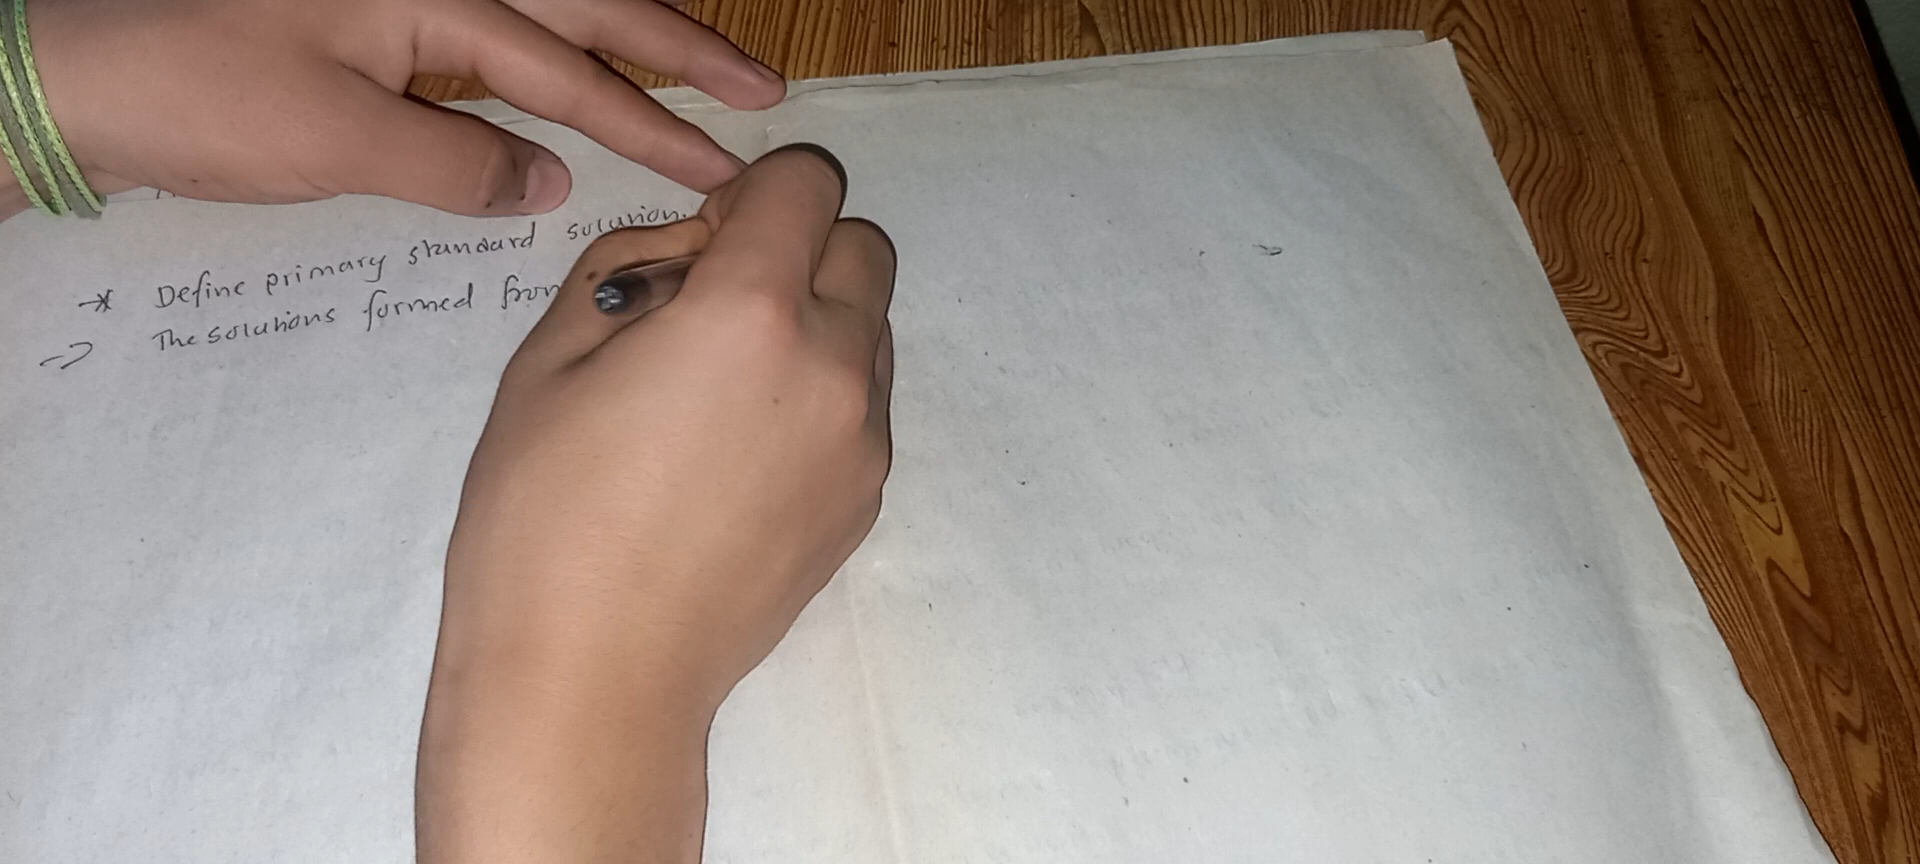 * Define primary standard solution.
-> The solutions formed from